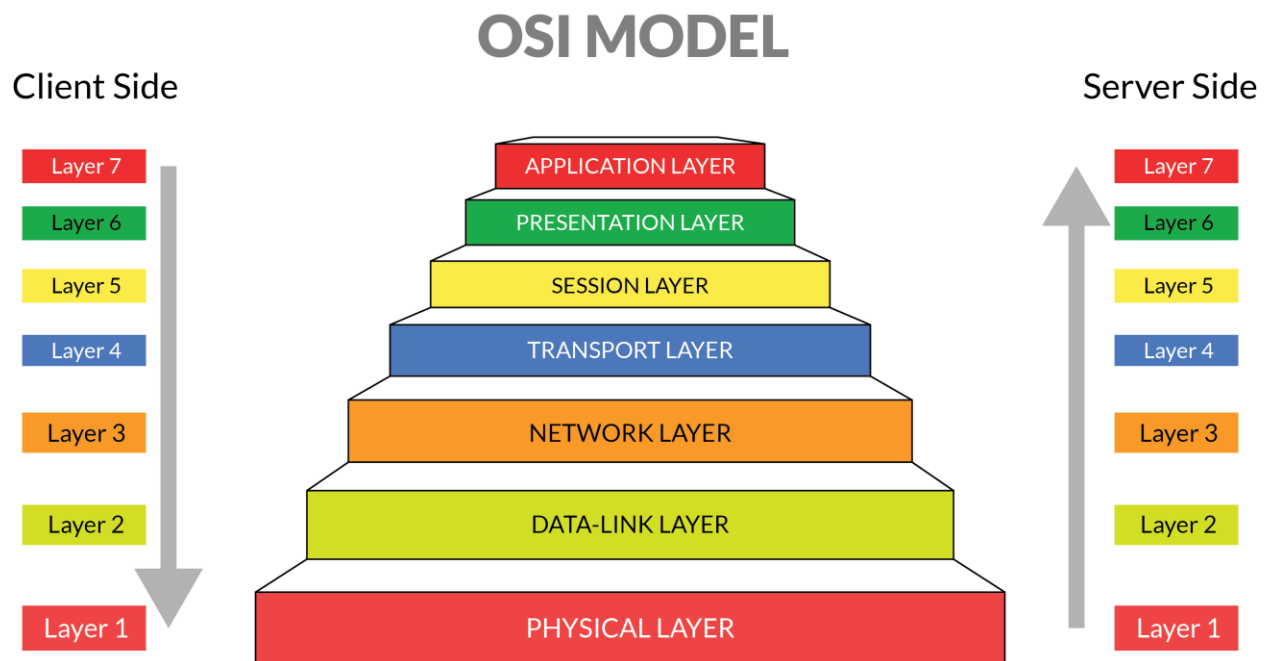 OSI MODEL
Client Side
Server Side
Layer 7
APPLICATION LAYER
Layer 7
Layer 6
PRESENTATION LAYER
Layer 6
Layer 5
SESSION LAYER
Layer 5
Layer 4
TRANSPORT LAYER
Layer 4
Layer 3
NETWORK LAYER
Layer 3
Layer 2
DATA-LINK LAYER
Layer 2
Layer 1
PHYSICAL LAYER
Layer 1